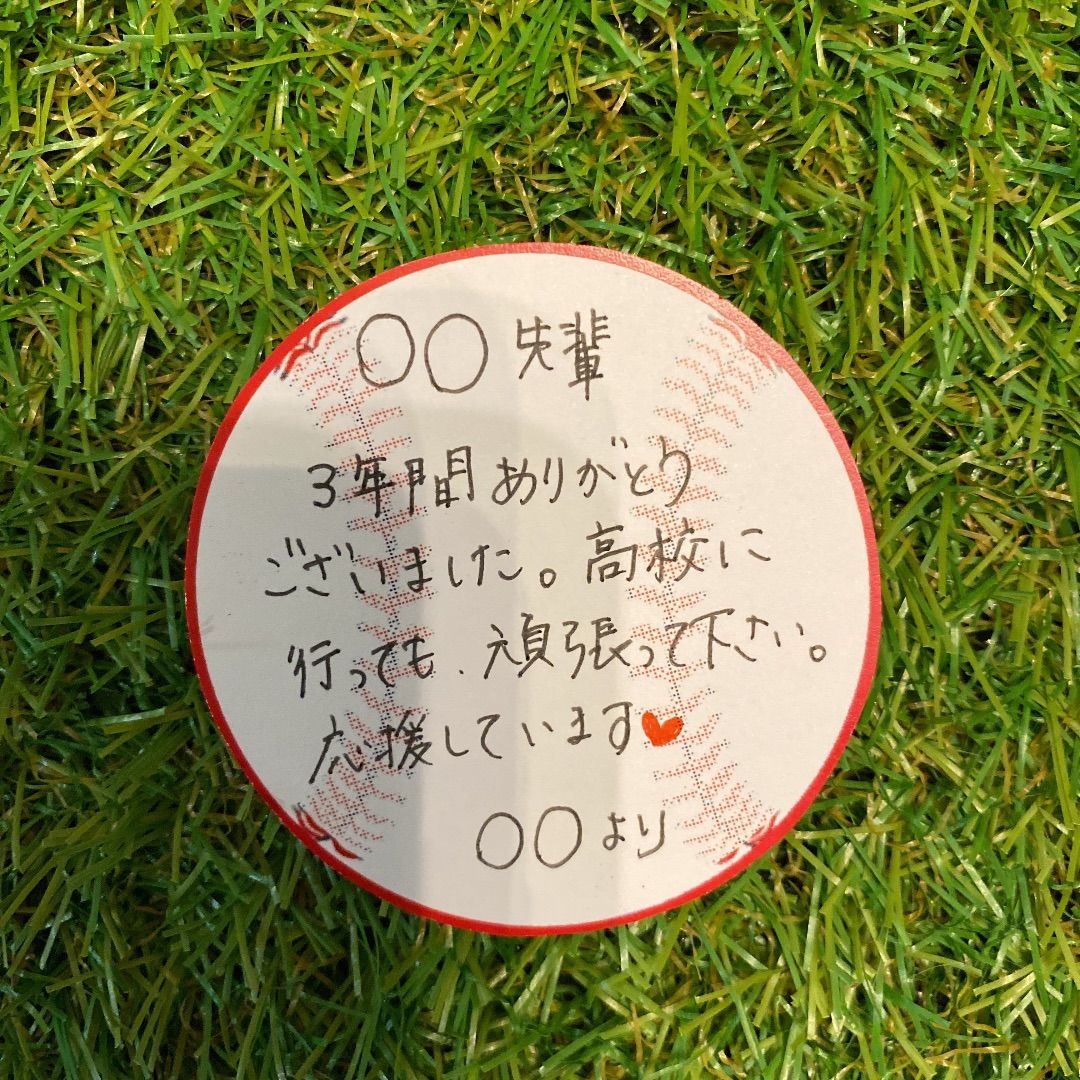 〇〇先輩
3年間ありがとう
ございました。高校に
行っても、頑張って下さい。
応援しています♥
〇〇より